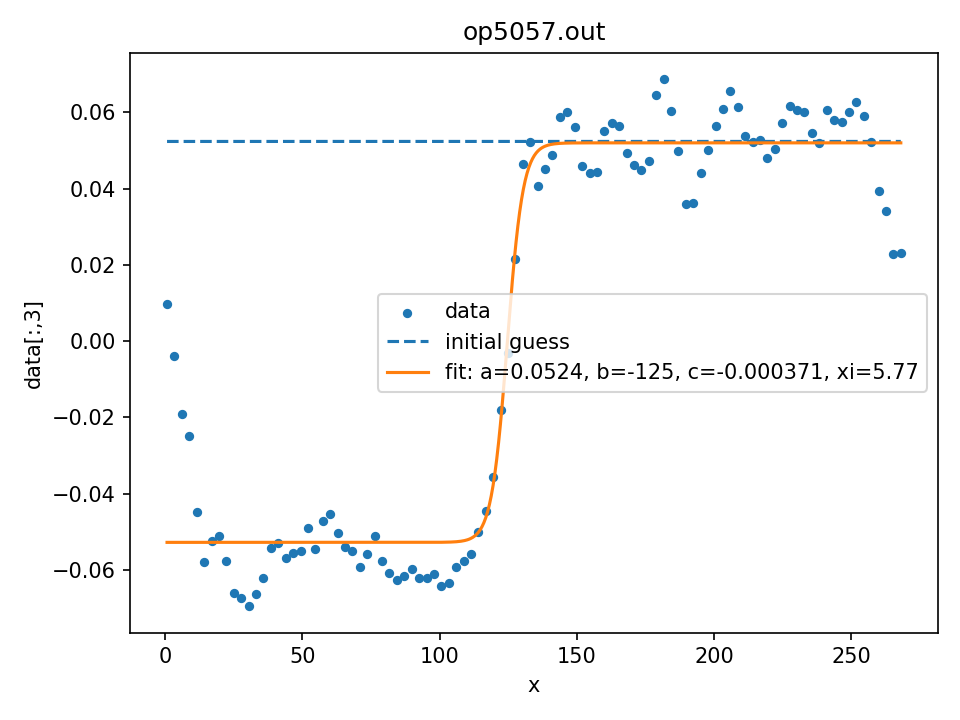 op5057.out
0.06
0.04
0.02
0.00
−0.02
−0.04
−0.06
data[:,3]
data
initial guess
fit: a=0.0524, b=-125, c=-0.000371, xi=5.77
0 50 100 150 200 250
x